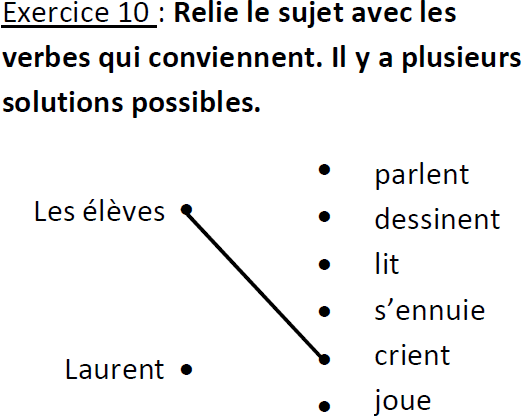 Exercice 10 : Relie le sujet avec les
verbes qui conviennent. Il y a plusieurs
solutions possibles.
parlent
Les élèves
dessinent
lit
s’ennuie
crient
Laurent
joue